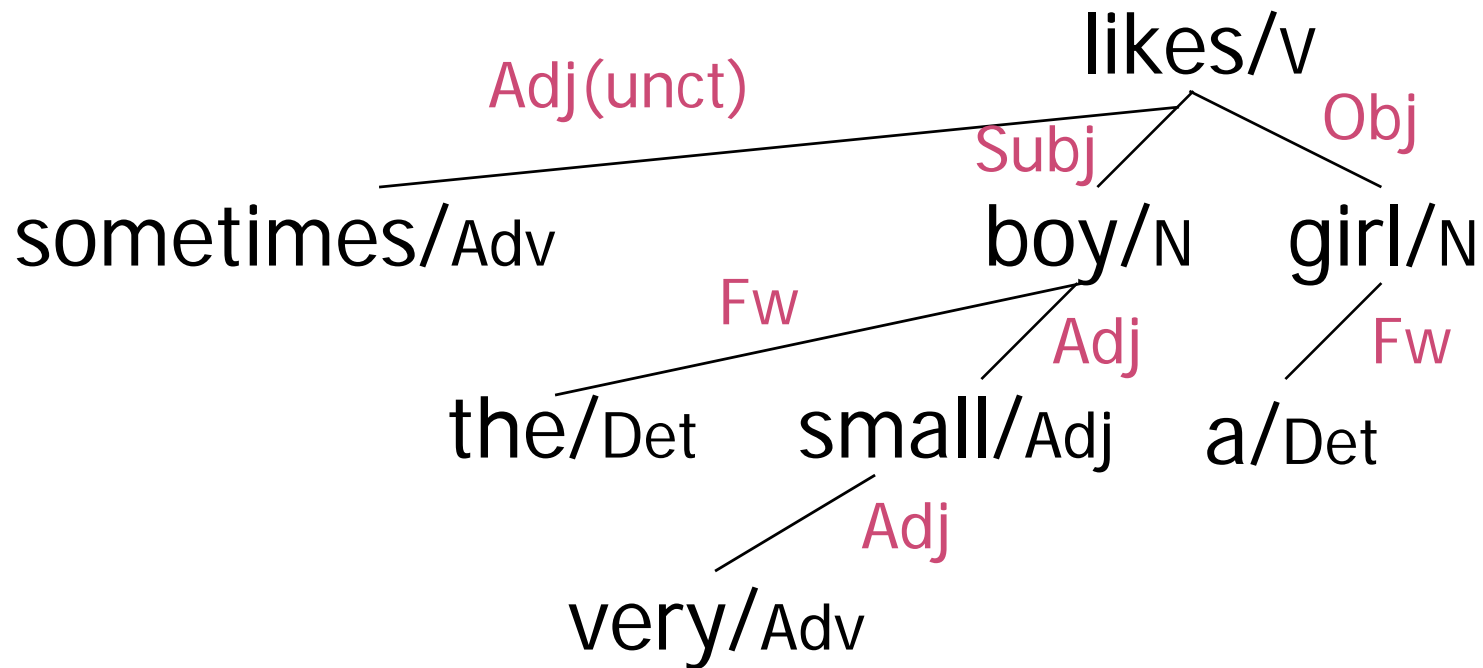 likes/V
Adj(unct)
Subj
Obj
sometimes/Adv
boy/N
girl/N
Fw
Adj
Fw
the/Det
small/Adj
a/Det
Adj
very/Adv